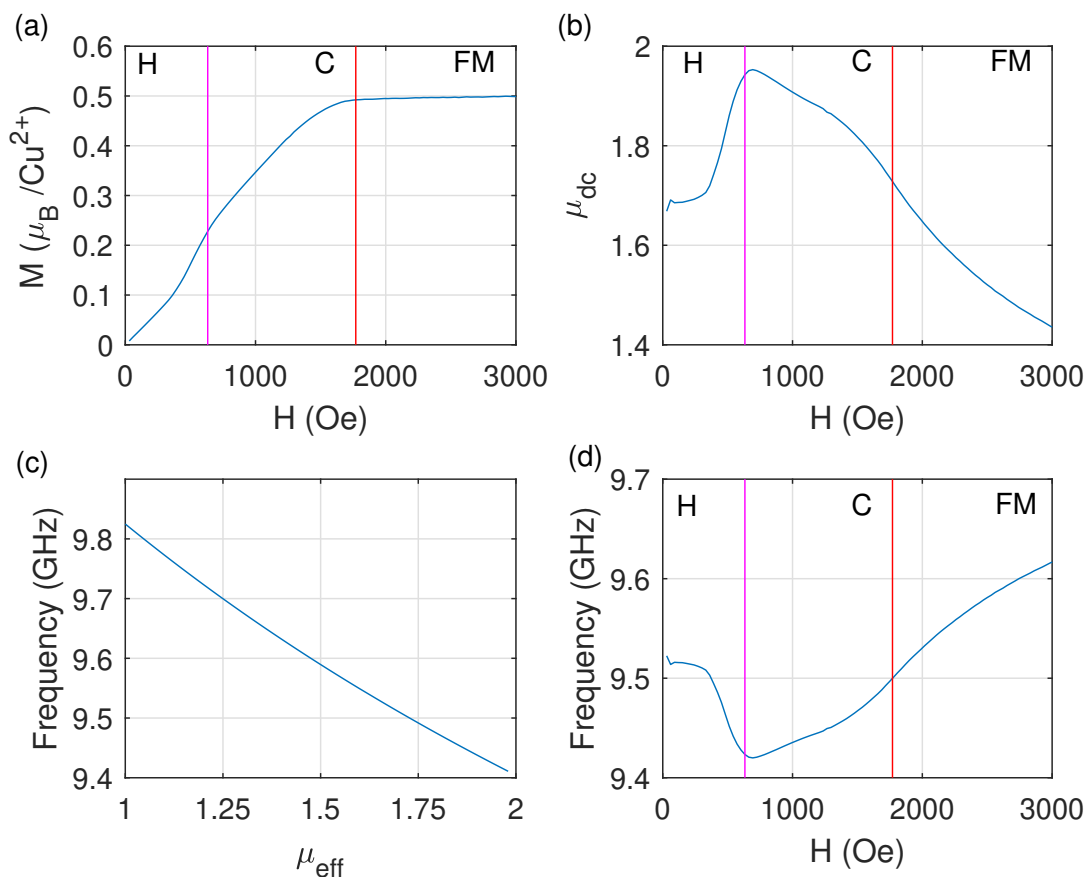 (a)
0.6
0.5
0.4
0.3
0.2
0.1
0
M (μB /Cu2+)
H
C
FM
0
1000
2000
3000
H (Oe)
(b)
2
1.8
1.6
1.4
μdc
H
C
FM
0
1000
2000
3000
H (Oe)
(c)
9.8
9.7
9.6
9.5
9.4
Frequency (GHz)
1
1.25
1.5
1.75
2
μeff
(d)
9.7
9.6
9.5
9.4
Frequency (GHz)
H
C
FM
0
1000
2000
3000
H (Oe)